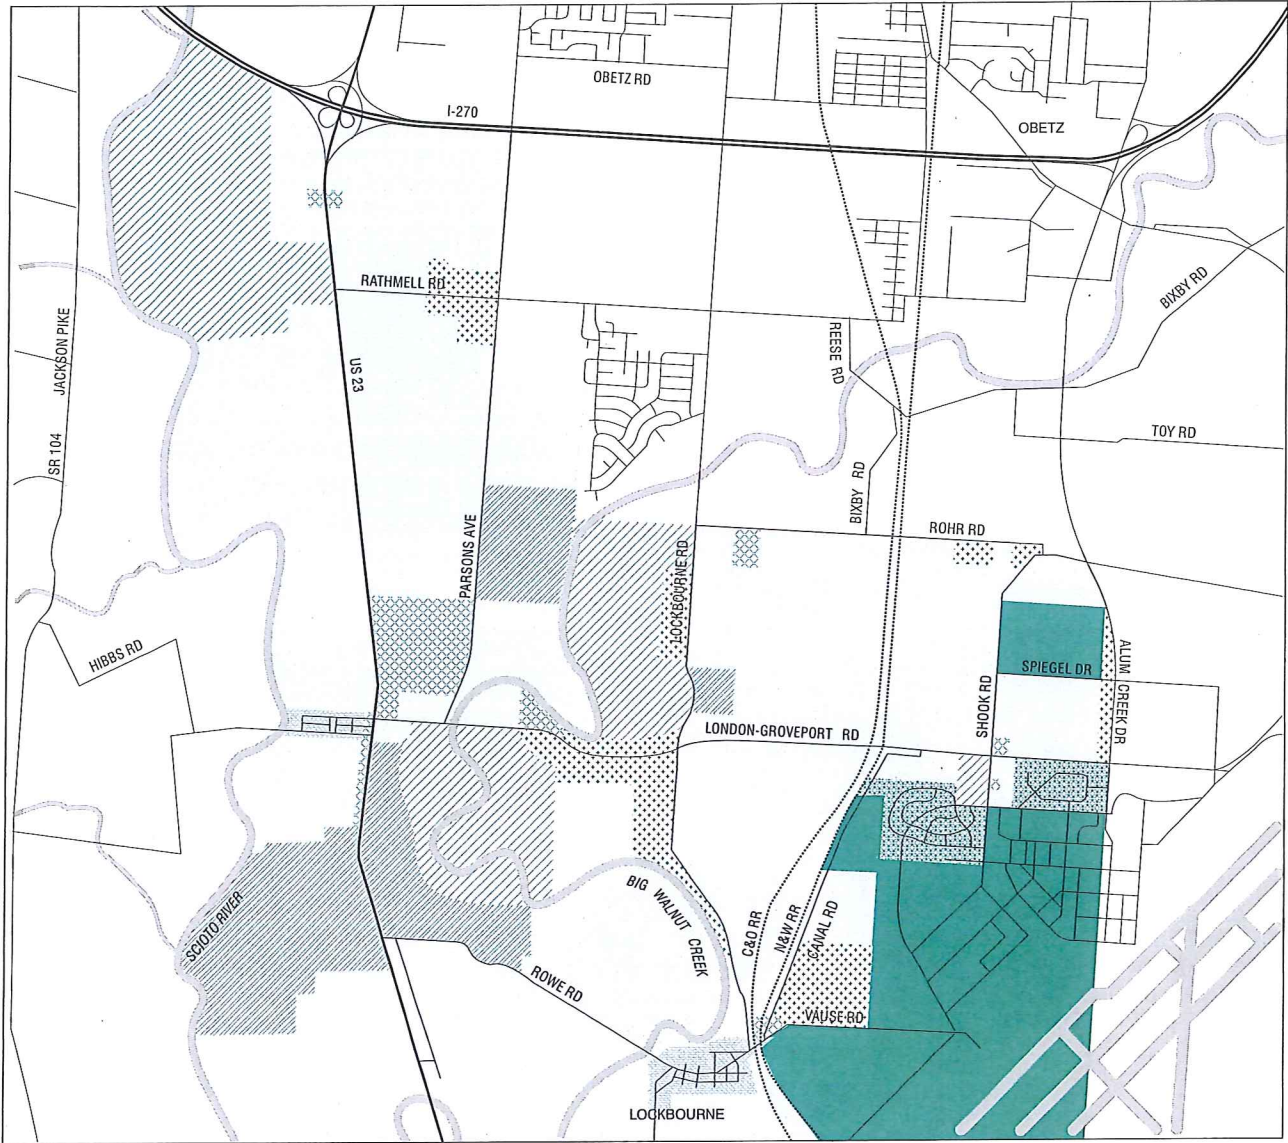 OBETZ RD
I-270
OBETZ
RATHMELL RD
BIXBY RD
JACKSON PIKE
SR 104
US 23
REESE RD
TOY RD
BIXBY RD
ROHR RD
PARSONS AVE
LOCKBOURNE RD
HIBBS RD
SPIEGEL DR
ALUM CREEK DR
SHOOK RD
LONDON-GROVEPORT RD
BIG WALNUT CREEK
SCIOTO RIVER
C&O RR
N&W RR
CANAL RD
ROWE RD
VAUSE RD
LOCKBOURNE